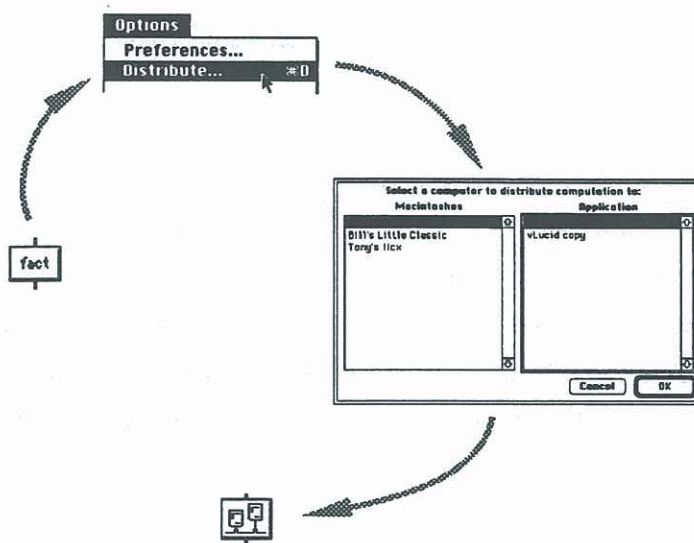 Options
Preferences...
Distribute... ⌘D
fact
Select a computer to distribute computation to:
Macintoshes Application
Bill's Little Classic
Tony's IIcx
vLucid copy
Cancel OK